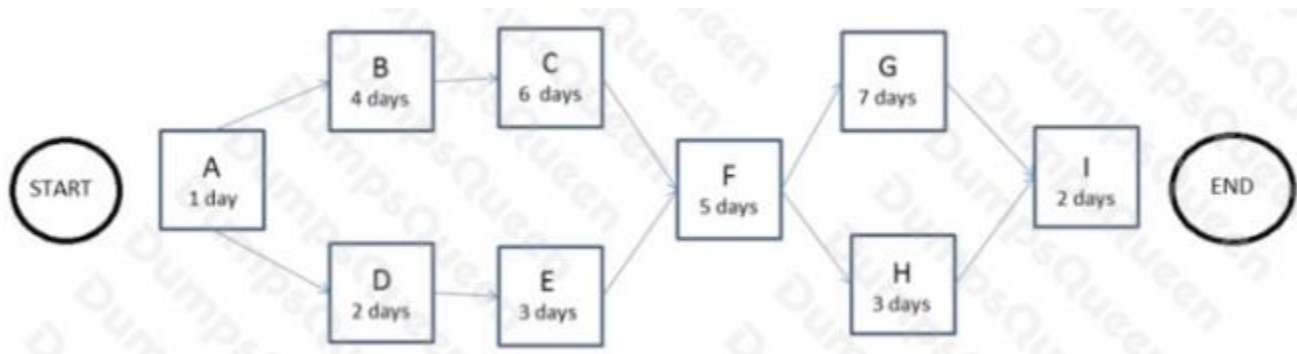 START
A
1 day
B
4 days
C
6 days
D
2 days
E
3 days
F
5 days
G
7 days
H
3 days
I
2 days
END
DumpsQueen